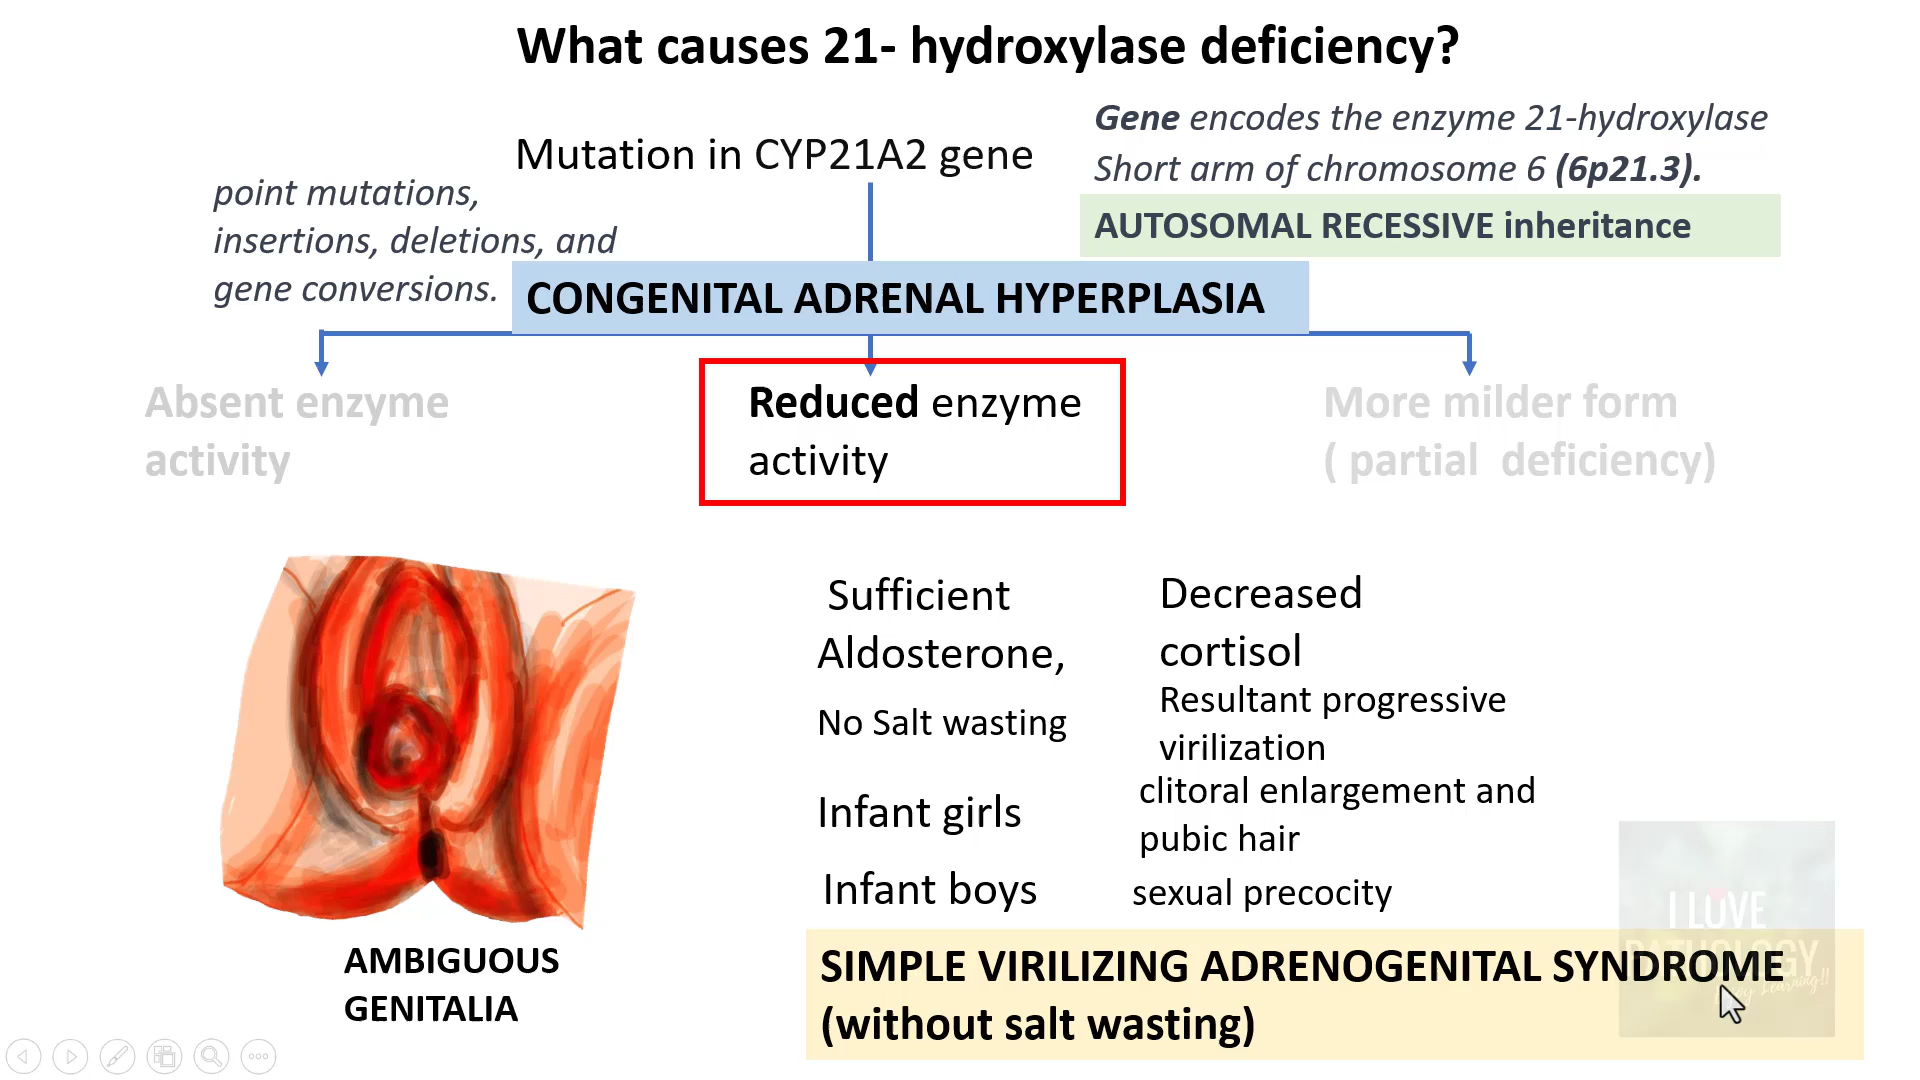 What causes 21- hydroxylase deficiency?
Mutation in CYP21A2 gene
Gene encodes the enzyme 21-hydroxylase
Short arm of chromosome 6 (6p21.3).
AUTOSOMAL RECESSIVE inheritance
point mutations,
insertions, deletions, and
gene conversions.
CONGENITAL ADRENAL HYPERPLASIA
Absent enzyme
activity
Reduced enzyme
activity
More milder form
( partial deficiency)
Sufficient
Aldosterone,
No Salt wasting
Decreased
cortisol
Resultant progressive
virilization
Infant girls
clitoral enlargement and
pubic hair
Infant boys
sexual precocity
AMBIGUOUS
GENITALIA
SIMPLE VIRILIZING ADRENOGENITAL SYNDROME
(without salt wasting)
I LOVE
PATHOLOGY
Learning!!